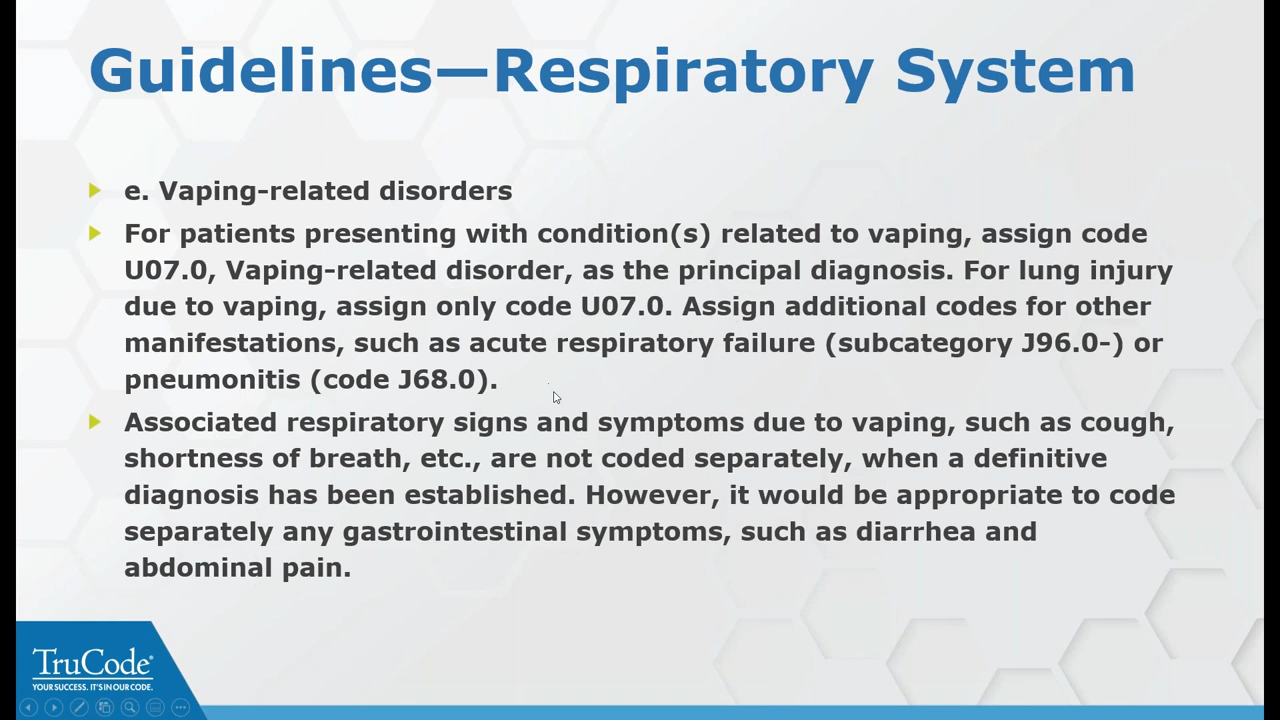 Guidelines—Respiratory System
e. Vaping-related disorders
For patients presenting with condition(s) related to vaping, assign code
U07.0, Vaping-related disorder, as the principal diagnosis. For lung injury
due to vaping, assign only code U07.0. Assign additional codes for other
manifestations, such as acute respiratory failure (subcategory J96.0-) or
pneumonitis (code J68.0).
Associated respiratory signs and symptoms due to vaping, such as cough,
shortness of breath, etc., are not coded separately, when a definitive
diagnosis has been established. However, it would be appropriate to code
separately any gastrointestinal symptoms, such as diarrhea and
abdominal pain.
TruCode®
YOUR SUCCESS. IT'S IN OUR CODE.